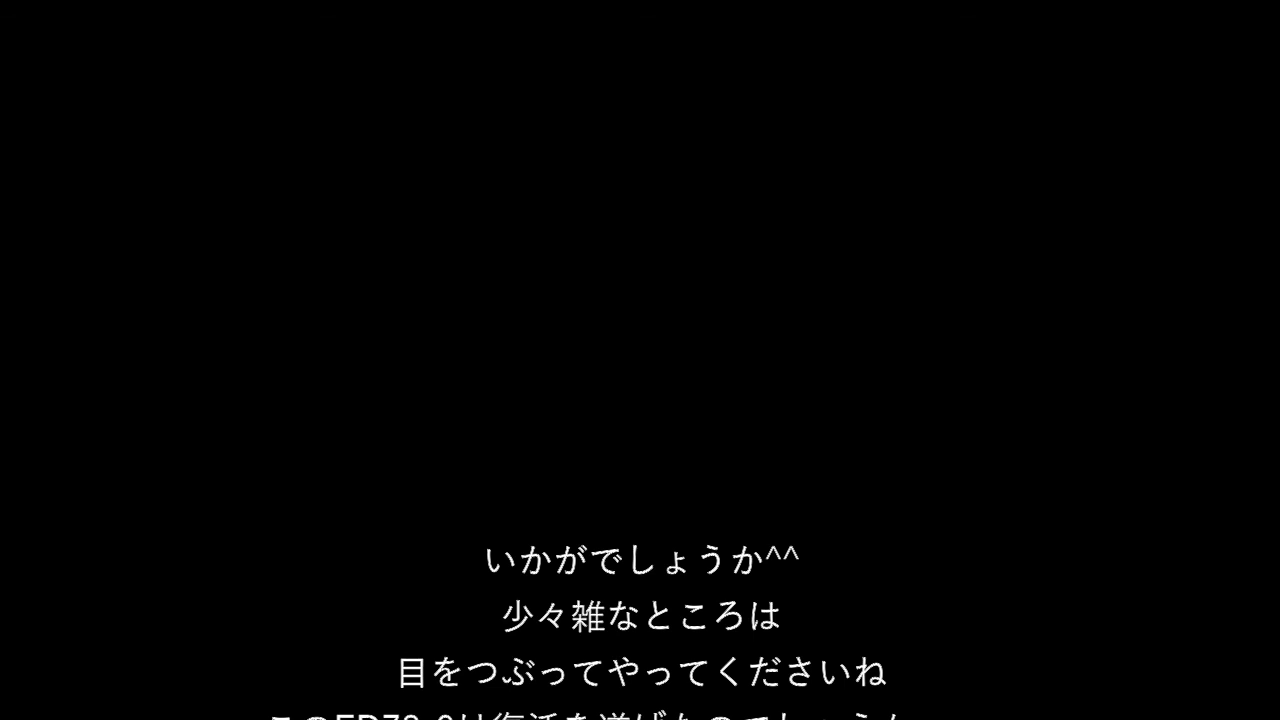 いかがでしょうか^^
少々雑なところは
目をつぶってやってくださいね